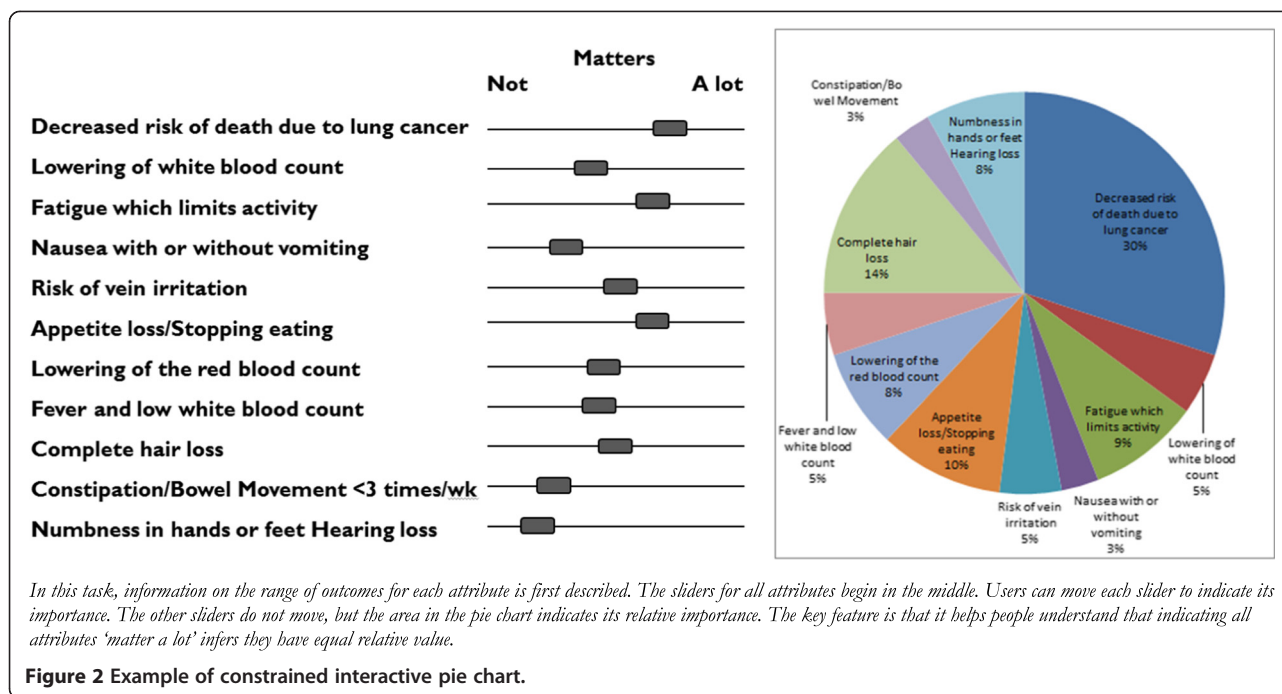 Matters
Not A lot
Decreased risk of death due to lung cancer
Lowering of white blood count
Fatigue which limits activity
Nausea with or without vomiting
Risk of vein irritation
Appetite loss/Stopping eating
Lowering of the red blood count
Fever and low white blood count
Complete hair loss
Constipation/Bowel Movement <3 times/wk
Numbness in hands or feet Hearing loss
Constipation/Bo
wel Movement
3%
Numbness in
hands or feet
Hearing loss
8%
Decreased risk
of death due to
lung cancer
30%
Complete hair
loss
14%
Lowering of the
red blood count
8%
Fever and low
white blood
count
5%
Appetite
loss/Stopping
eating
10%
Risk of vein
irritation
5%
Nausea with or
without
vomiting
3%
Fatigue which
limits activity
9%
Lowering of
white blood
count
5%
In this task, information on the range of outcomes for each attribute is first described. The sliders for all attributes begin in the middle. Users can move each slider to indicate its
importance. The other sliders do not move, but the area in the pie chart indicates its relative importance. The key feature is that it helps people understand that indicating all
attributes ‘matter a lot’ infers they have equal relative value.
Figure 2 Example of constrained interactive pie chart.